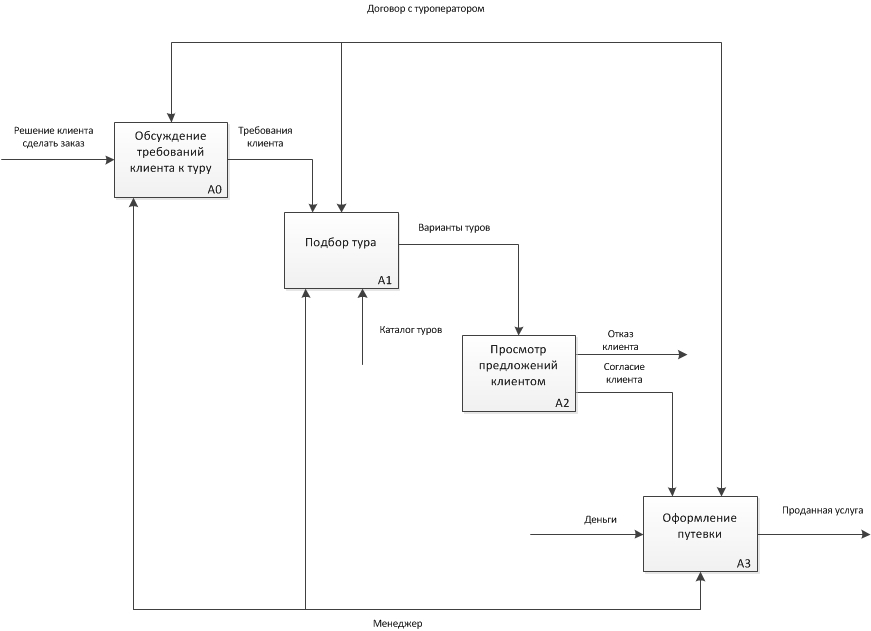 Договор с туроператором
Решение клиента
сделать заказ
Обсуждение
требований
клиента к туру
A0
Требования
клиента
Подбор тура
A1
Варианты туров
Каталог туров
Просмотр
предложений
клиентом
A2
Отказ
клиента
Согласие
клиента
Деньги
Оформление
путевки
A3
Проданная услуга
Менеджер